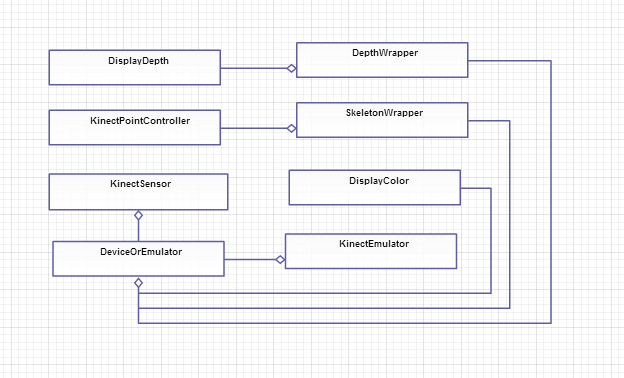 DisplayDepth
DepthWrapper
KinectPointController
SkeletonWrapper
KinectSensor
DisplayColor
DeviceOrEmulator
KinectEmulator